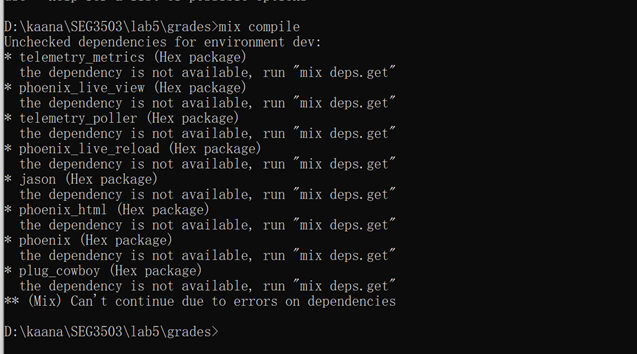 D:\kaana\SEG3503\lab5\grades>mix compile
Unchecked dependencies for environment dev:
* telemetry_metrics (Hex package)
  the dependency is not available, run "mix deps.get"
* phoenix_live_view (Hex package)
  the dependency is not available, run "mix deps.get"
* telemetry_poller (Hex package)
  the dependency is not available, run "mix deps.get"
* phoenix_live_reload (Hex package)
  the dependency is not available, run "mix deps.get"
* jason (Hex package)
  the dependency is not available, run "mix deps.get"
* phoenix_html (Hex package)
  the dependency is not available, run "mix deps.get"
* phoenix (Hex package)
  the dependency is not available, run "mix deps.get"
* plug_cowboy (Hex package)
  the dependency is not available, run "mix deps.get"
** (Mix) Can't continue due to errors on dependencies
D:\kaana\SEG3503\lab5\grades>